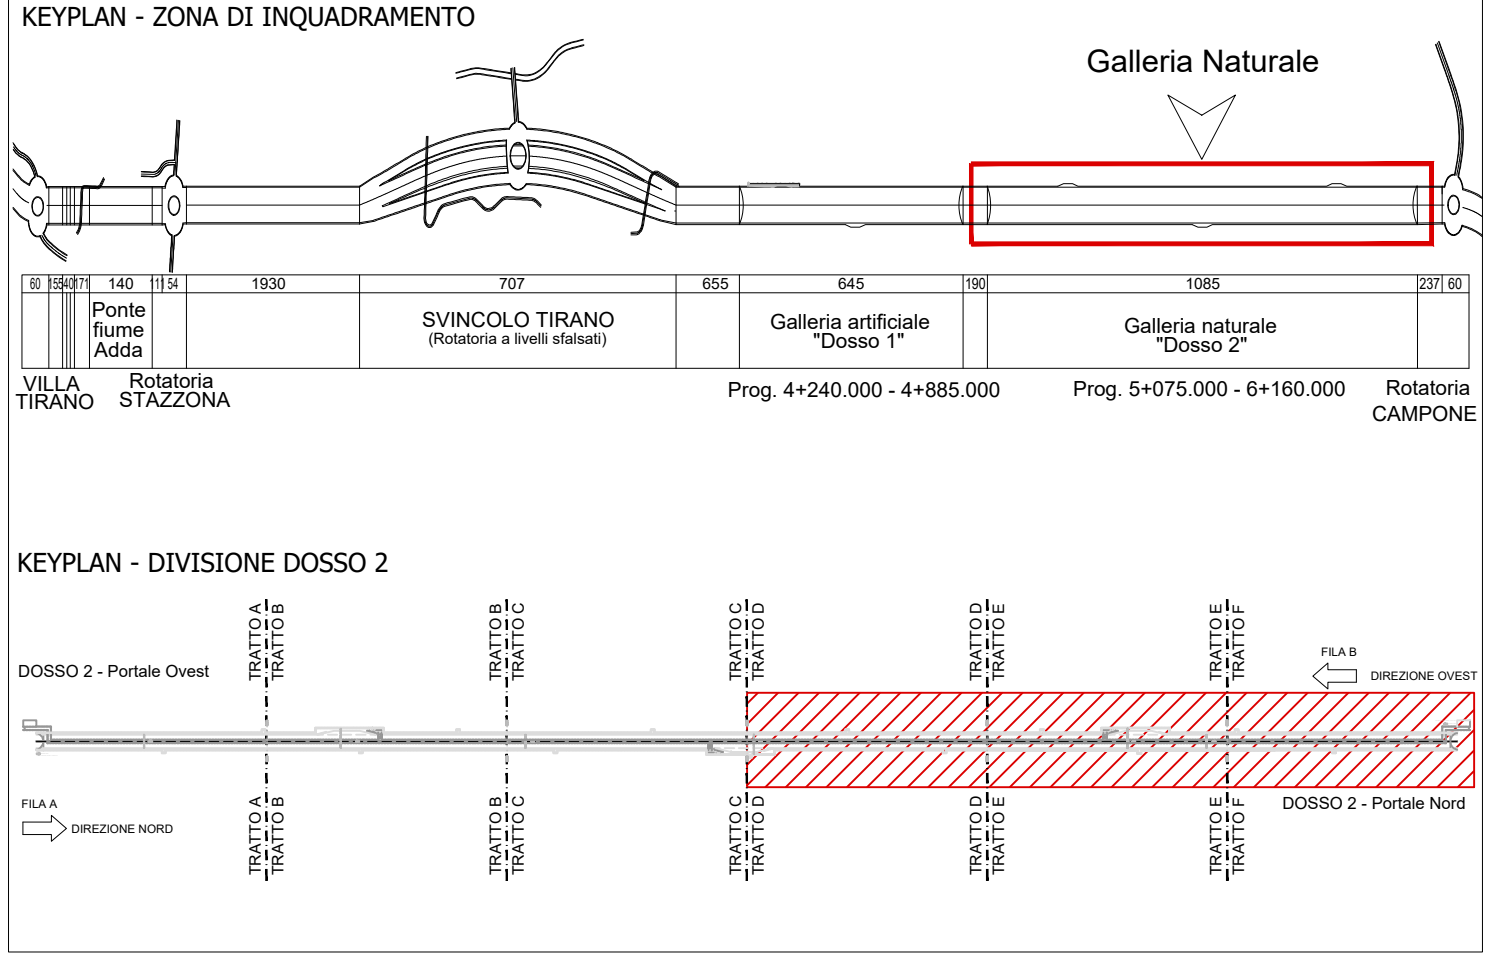 KEYPLAN - ZONA DI INQUADRAMENTO
Galleria Naturale
60 155 40 171 140 111 54 1930 707 655 645 190 1085 237 60
Ponte
fiume
Adda
SVINCOLO TIRANO
(Rotatoria a livelli sfalsati)
Galleria artificiale
"Dosso 1"
Galleria naturale
"Dosso 2"
VILLA
TIRANO
Rotatoria
STAZZONA
Prog. 4+240.000 - 4+885.000
Prog. 5+075.000 - 6+160.000
Rotatoria
CAMPONE
KEYPLAN - DIVISIONE DOSSO 2
TRATTO A
TRATTO B
TRATTO B
TRATTO C
TRATTO C
TRATTO D
TRATTO D
TRATTO E
TRATTO E
TRATTO F
DOSSO 2 - Portale Ovest
FILA B
DIREZIONE OVEST
FILA A
DIREZIONE NORD
DOSSO 2 - Portale Nord
TRATTO A
TRATTO B
TRATTO B
TRATTO C
TRATTO C
TRATTO D
TRATTO D
TRATTO E
TRATTO E
TRATTO F